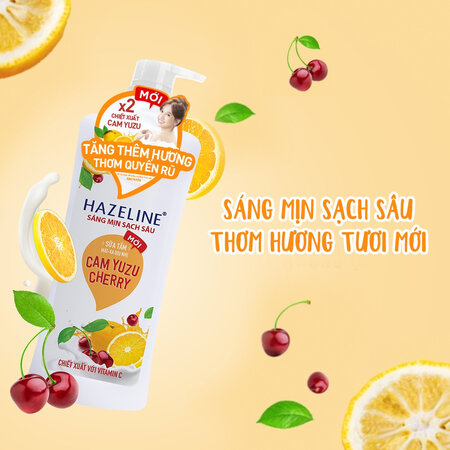 MỚI
x2
CHIẾT XUẤT
CAM YUZU
TĂNG THÊM HƯƠNG
THƠM QUYẾN RŨ
HAZELINE®
SÁNG MỊN SẠCH SÂU
SỮA TẮM
MỚI
CAM YUZU
CHERRY
CHIẾT XUẤT VỚI VITAMIN C
SÁNG MỊN SẠCH SÂU
THƠM HƯƠNG TƯƠI MỚI